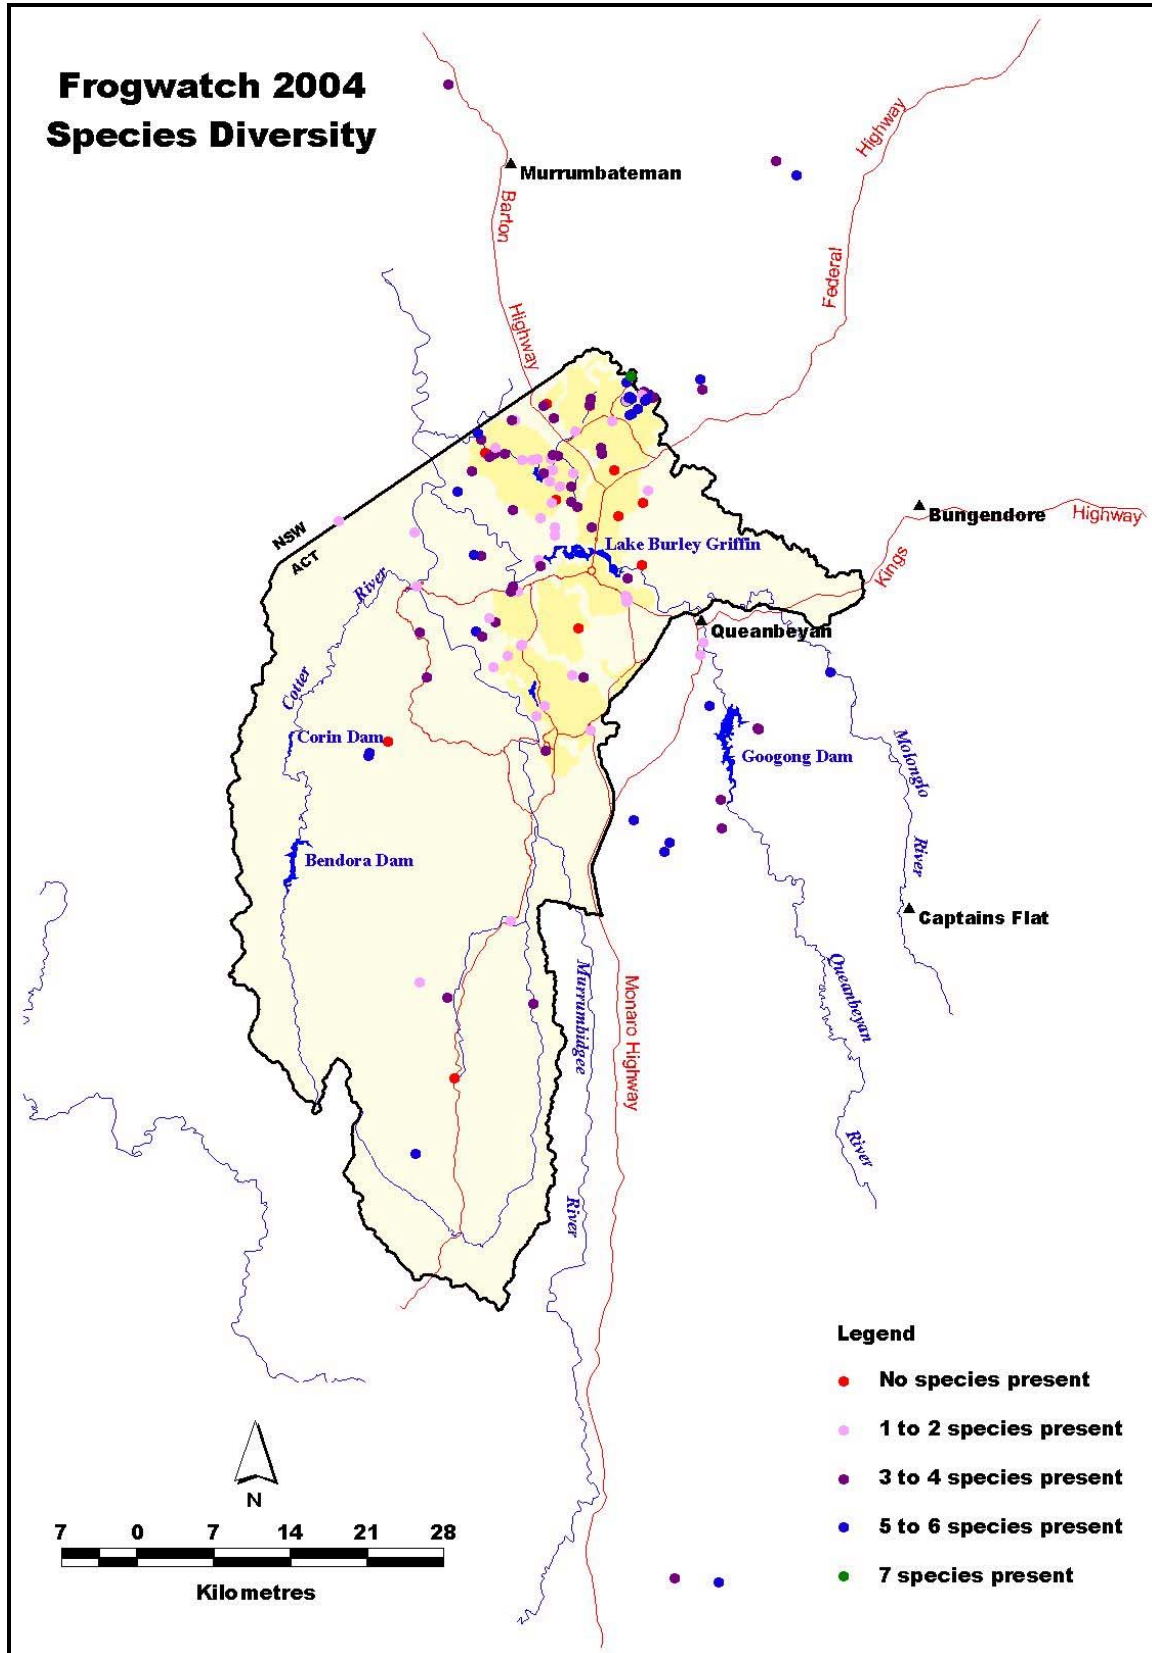 Frogwatch 2004
Species Diversity
Murrumbateman
Barton
Highway
Federal
Highway
NSW
ACT
Lake Burley Griffin
Bungendore
Kings
Highway
River
Cotter
Queanbeyan
Corin Dam
Googong Dam
Molonglo
River
Bendora Dam
Captains Flat
Murrumbidgee
River
Monaro Highway
Queanbeyan
River
Legend
No species present
1 to 2 species present
3 to 4 species present
5 to 6 species present
7 species present
N
7 0 7 14 21 28
Kilometres